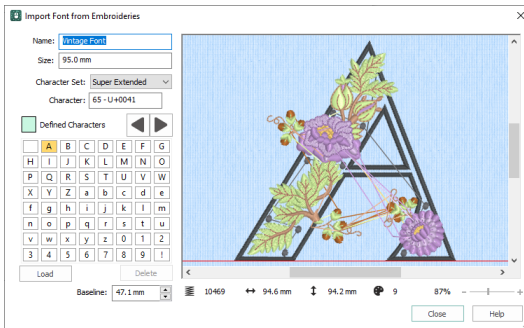 Import Font from Embroideries
Name: Vintage Font
Size: 95.0 mm
Character Set: Super Extended
Character: 65 - U+0041
Defined Characters
A B C D E F G
H I J K L M N O
P Q R S T U V W
X Y Z a b c d e
f g h i j k l m
n o p q r s t u
v w x y z 0 1 2
3 4 5 6 7 8 9 !
Load Delete
Baseline: 47.1 mm
10469 94.6 mm 94.2 mm 9 87% - +
Close Help